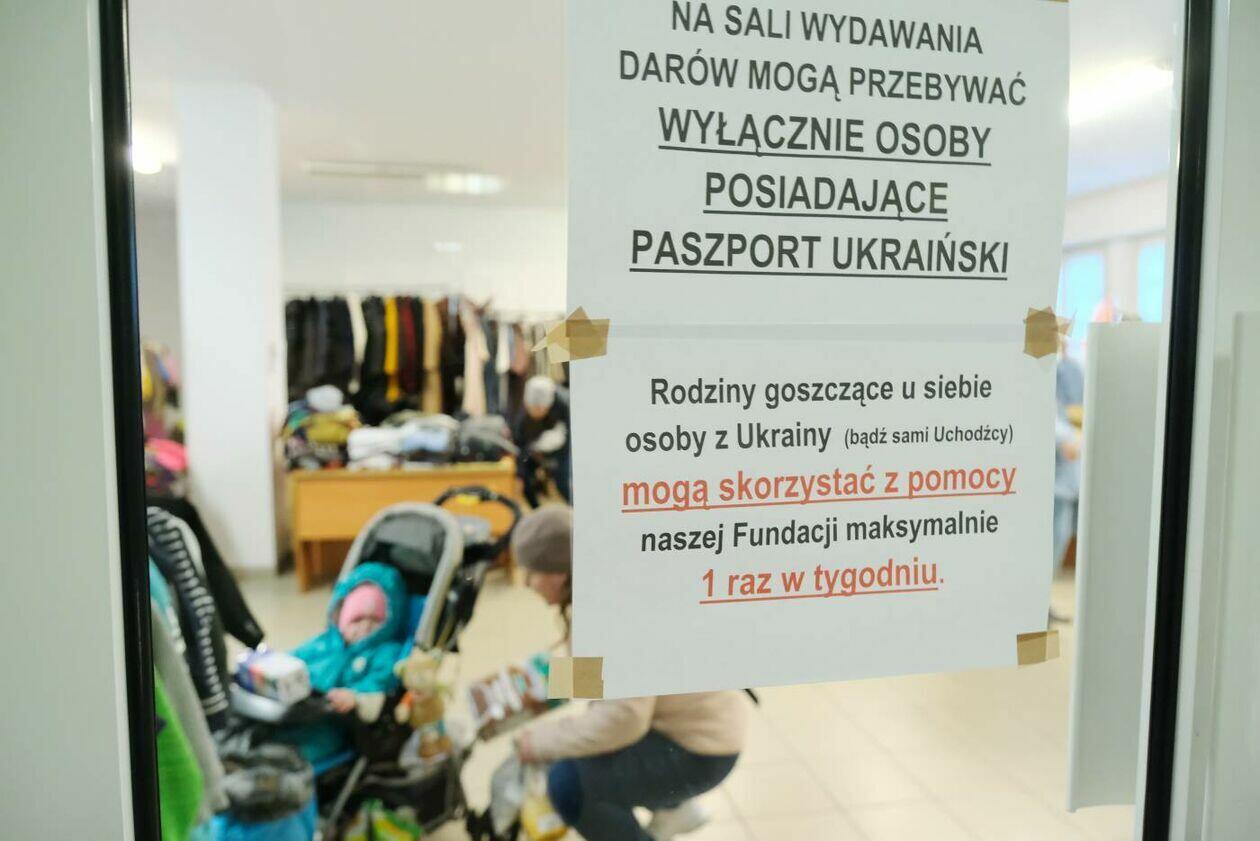 NA SALI WYDAWANIA
DARÓW MOGĄ PRZEBYWAĆ
WYŁĄCZNIE OSOBY
POSIADAJĄCE
PASZPORT UKRAIŃSKI
Rodziny goszczące u siebie
osoby z Ukrainy (bądź sami Uchodźcy)
mogą skorzystać z pomocy
naszej Fundacji maksymalnie
1 raz w tygodniu.